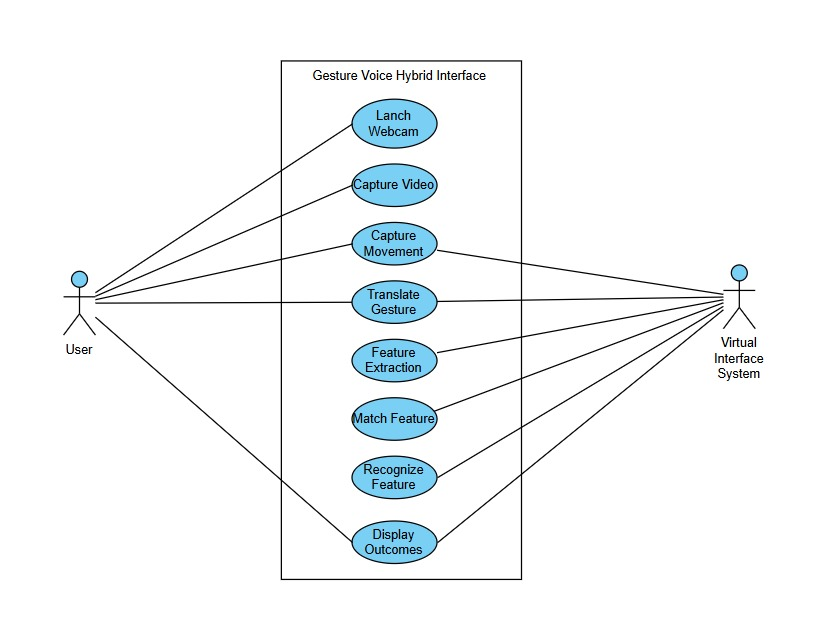 Gesture Voice Hybrid Interface
Lanch
Webcam
Capture Video
Capture
Movement
Translate
Gesture
Feature
Extraction
Match Feature
Recognize
Feature
Display
Outcomes
User
Virtual
Interface
System